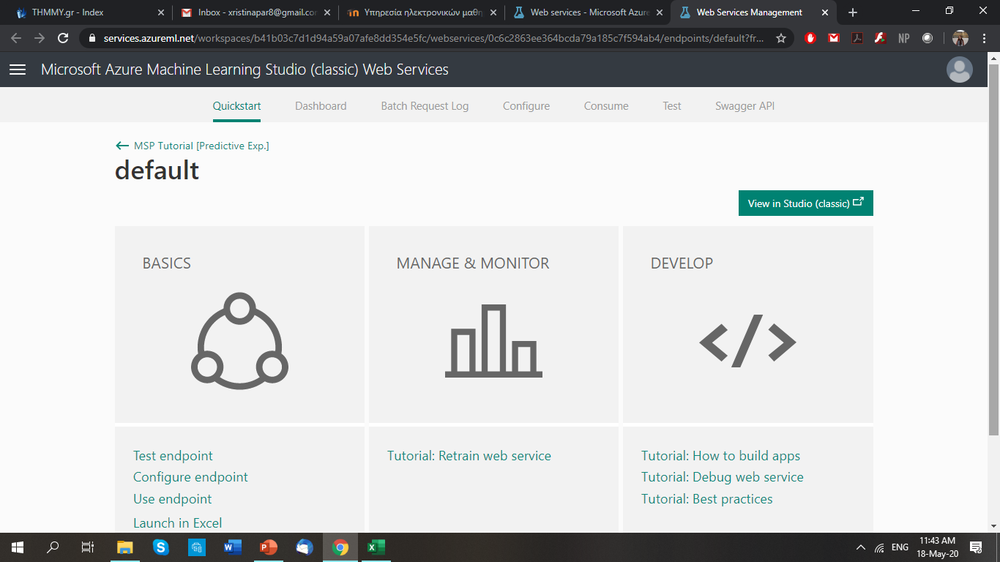 THMMY.gr - Index
Inbox - xristinapar8@gmail.co
Υπηρεσία ηλεκτρονικών μαθη
Web services - Microsoft Azure
Web Services Management
services.azureml.net/workspaces/b41b03c7d1d94a59a07afe8dd354e5fc/webservices/0c6c2863ee364bcda79a185c7f594ab4/endpoints/default?fr...
NP
Microsoft Azure Machine Learning Studio (classic) Web Services
Quickstart Dashboard Batch Request Log Configure Consume Test Swagger API
MSP Tutorial [Predictive Exp.]
default
View in Studio (classic)
BASICS
MANAGE & MONITOR
DEVELOP
Test endpoint
Configure endpoint
Use endpoint
Launch in Excel
Tutorial: Retrain web service
Tutorial: How to build apps
Tutorial: Debug web service
Tutorial: Best practices
ENG
11:43 AM
18-May-20